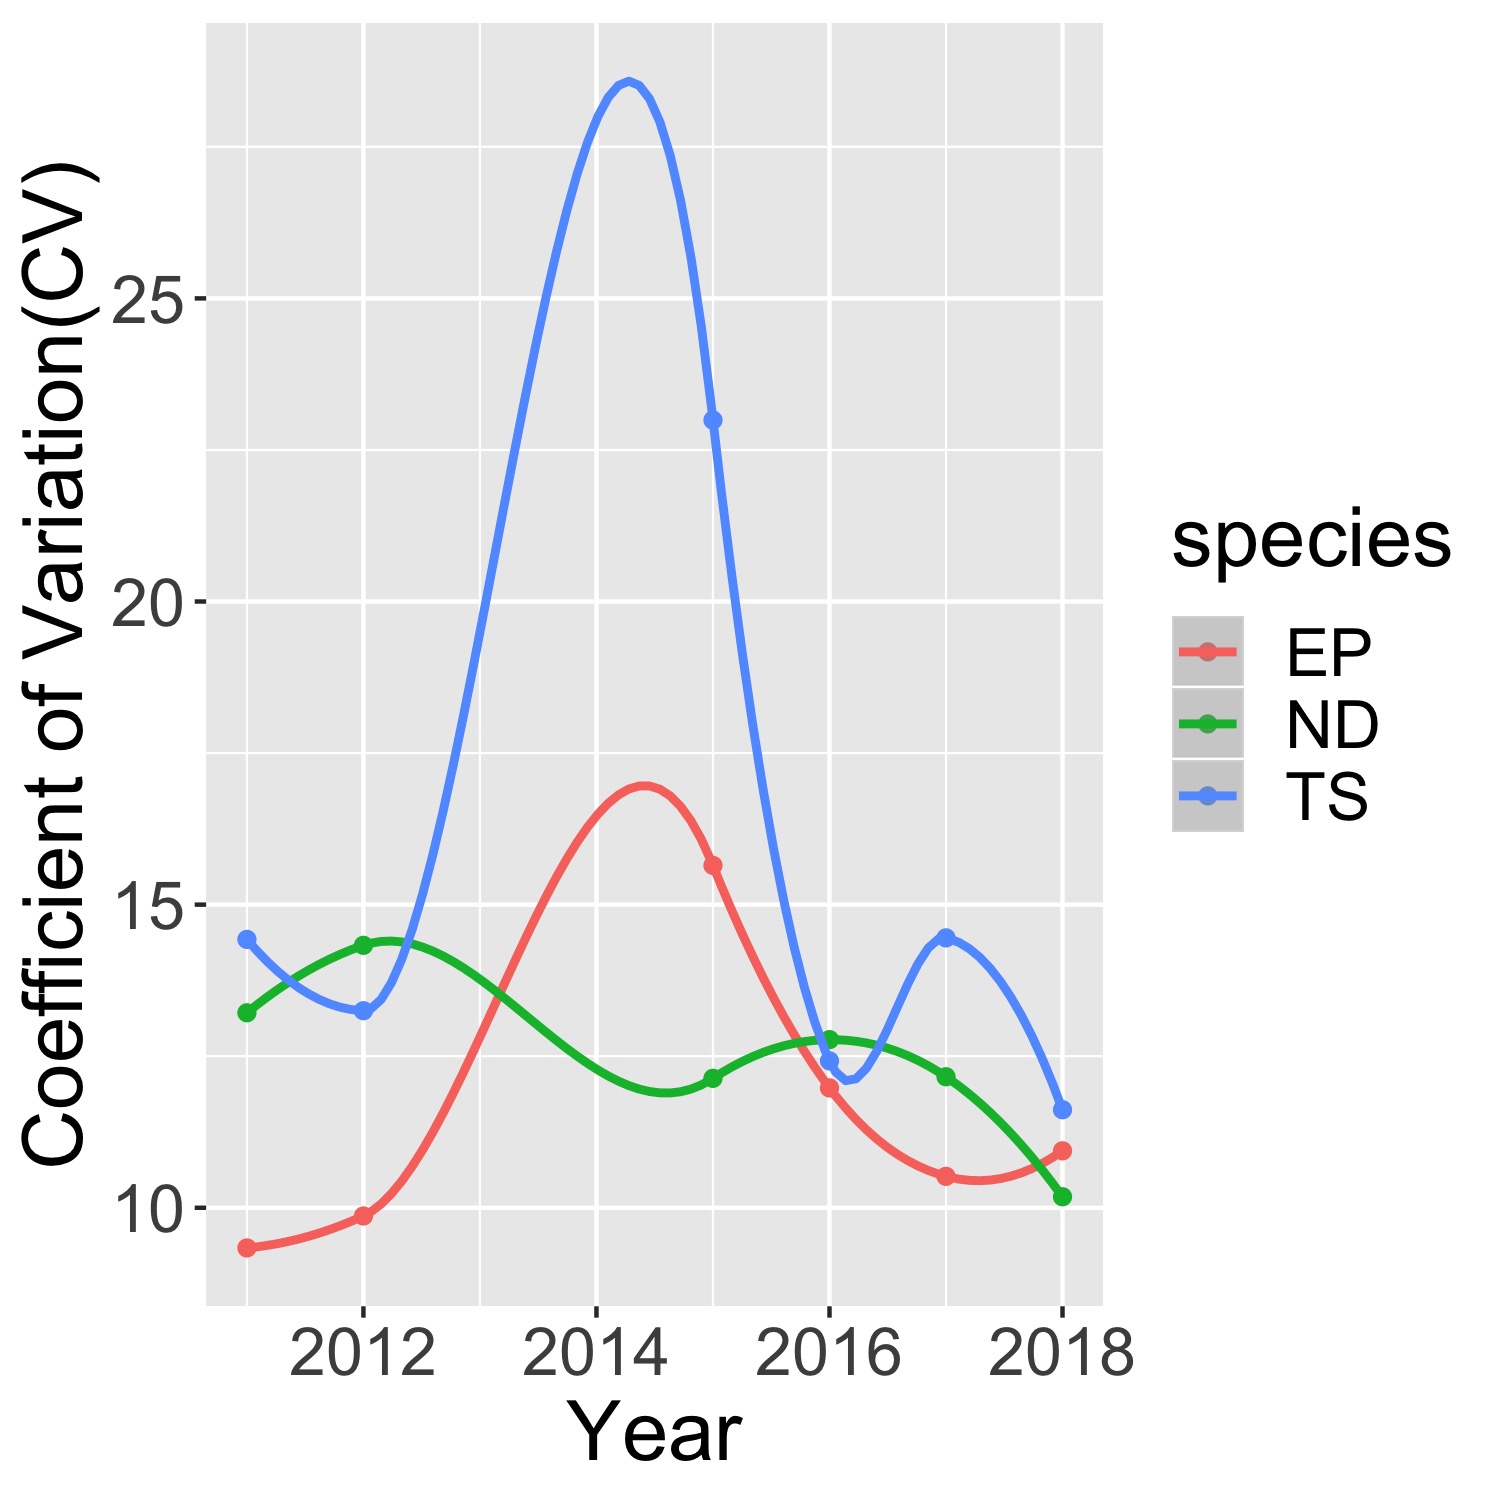 Coefficient of Variation(CV)
25
20
15
10
2012 2014 2016 2018
Year
species
EP
ND
TS